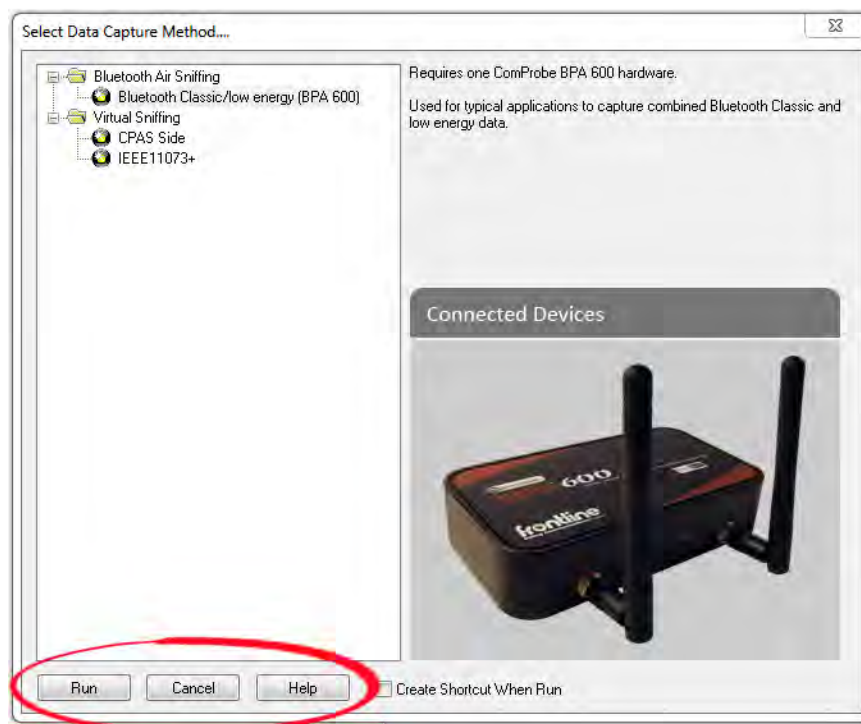 Select Data Capture Method....
Bluetooth Air Sniffing
Bluetooth Classic/low energy (BPA 600)
Virtual Sniffing
CPAS Side
IEEE11073+
Requires one ComProbe BPA 600 hardware.
Used for typical applications to capture combined Bluetooth Classic and
low energy data.
Connected Devices
600
frontline
Run
Cancel
Help
Create Shortcut When Run